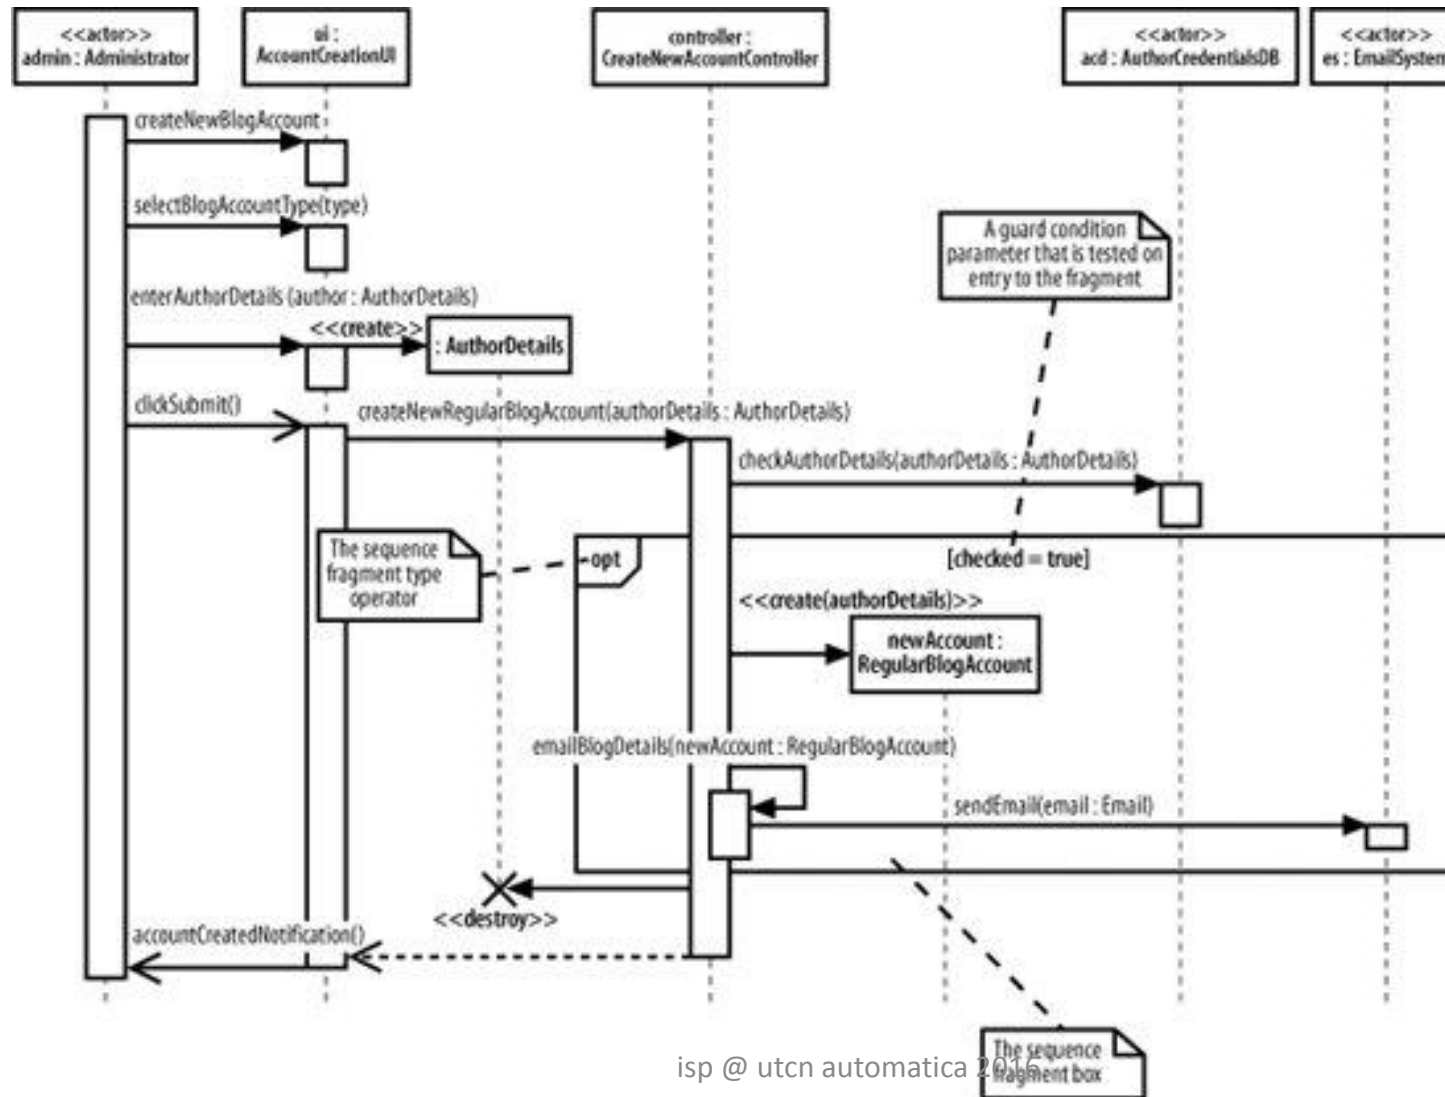 <<actor>>
admin : Administrator
ui :
AccountCreationUI
controller :
CreateNewAccountController
<<actor>>
acd : AuthorCredentialsDB
<<actor>>
es : EmailSystem
createNewBlogAccount
selectBlogAccountType(type)
A guard condition
parameter that is tested on
entry to the fragment
enterAuthorDetails (author : AuthorDetails)
<<create>>
: AuthorDetails
clickSubmit()
createNewRegularBlogAccount(authorDetails : AuthorDetails)
checkAuthorDetails(authorDetails : AuthorDetails)
The sequence
fragment type
operator
opt
[checked = true]
<<create(authorDetails)>>
newAccount :
RegularBlogAccount
emailBlogDetails(newAccount : RegularBlogAccount)
sendEmail(email : Email)
<<destroy>>
accountCreatedNotification()
The sequence
fragment box
isp @ utcn automatica 2016